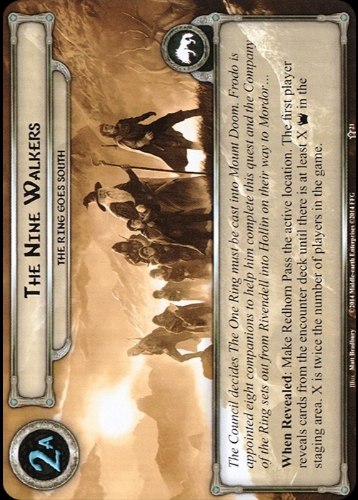 2A
THE NINE WALKERS
THE RING GOES SOUTH
The Council decides The One Ring must be cast into Mount Doom. Frodo is
appointed eight companions to help him complete this quest and the Company
of the Ring sets out from Rivendell into Hollin on their way to Mordor…
When Revealed: Make Redhorn Pass the active location. The first player
reveals cards from the encounter deck until there is at least X in the
staging area. X is twice the number of players in the game.
Illus. Matt Bradbury ©2014 Middle-earth Enterprises ©2014 FFG 21